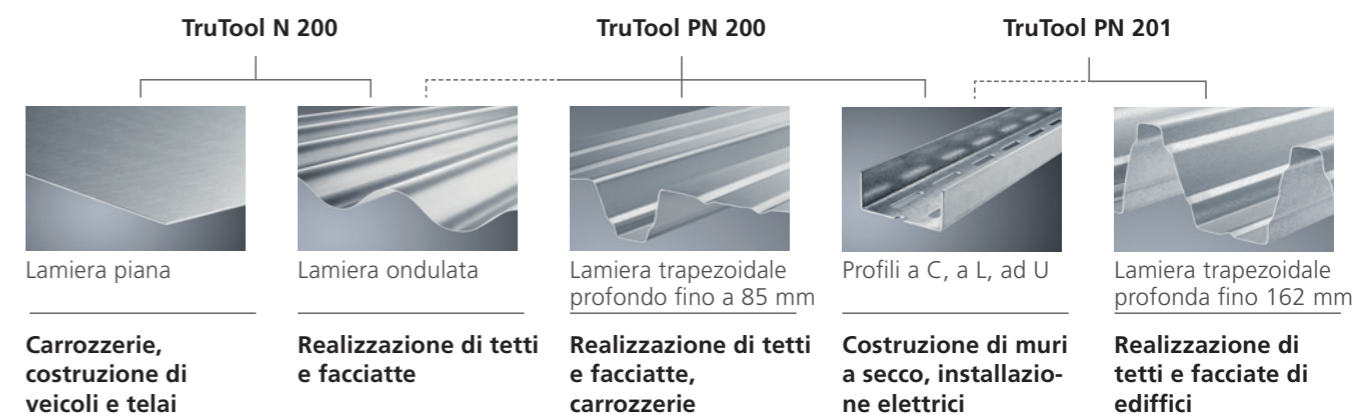 TruTool N 200
TruTool PN 200
TruTool PN 201
Lamiera piana
Lamiera ondulata
Lamiera trapezoidale
profondo fino a 85 mm
Profili a C, a L, ad U
Lamiera trapezoidale
profonda fino 162 mm
Carrozzerie,
costruzione di
veicoli e telai
Realizzazione di tetti
e facciatte
Realizzazione di tetti
e facciatte,
carrozzerie
Costruzione di muri
a secco, installazio-
ne elettrici
Realizzazione di
tetti e facciate di
ediffici